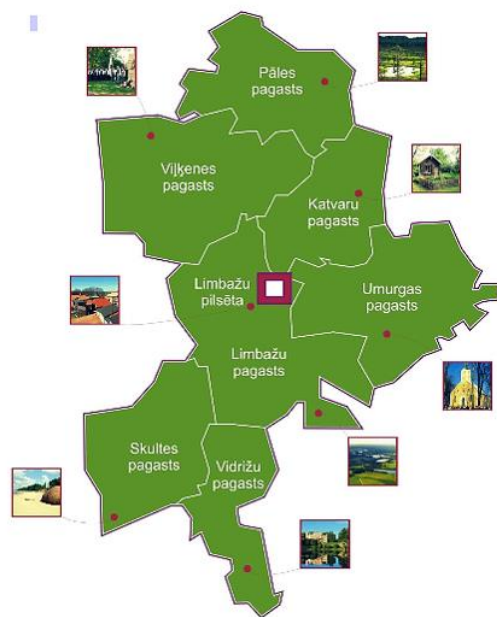 Pāles
pagasts
Viļķenes
pagasts
Katvaru
pagasts
Limbažu
pilsēta
Umurgas
pagasts
Limbažu
pagasts
Skultes
pagasts
Vidrižu
pagasts